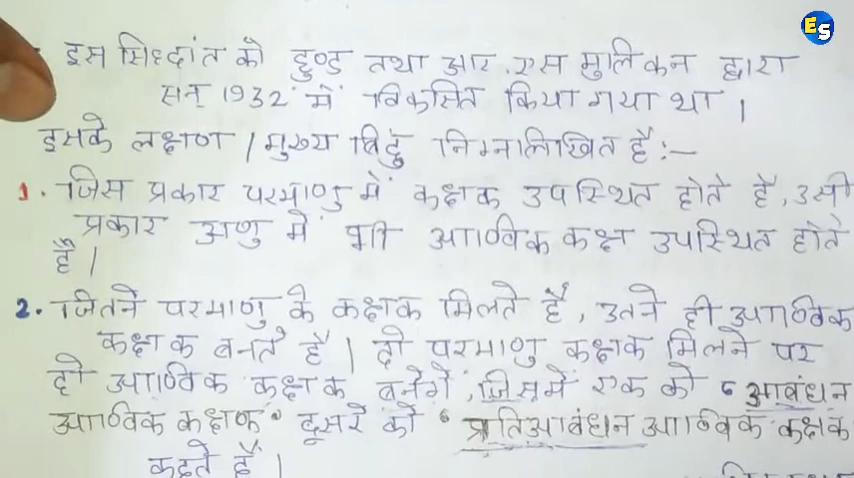 ES
इस सिध्दांत को हुण्ड तथा आर. एस मुलिकन द्वारा
सन् 1932 में विकसित किया गया था |
इसके लक्षण / मुख्य बिंदु निम्नलिखित है :-
1. जिस प्रकार परमाणु में कक्षक उपस्थित होते है, उसी
प्रकार अणु में भी आण्विक कक्ष उपस्थित होते
है |
2. जितने परमाणु के कक्षक मिलते हैं, उतने ही आण्विक
कक्षक बनते है | दो परमाणु कक्षक मिलने पर
दो आण्विक कक्षक बनेगें, जिसमें एक को "आबंधन
आण्विक कक्षक" दूसरे को "प्रतिआबंधन आण्विक कक्षक
कहते हैं |